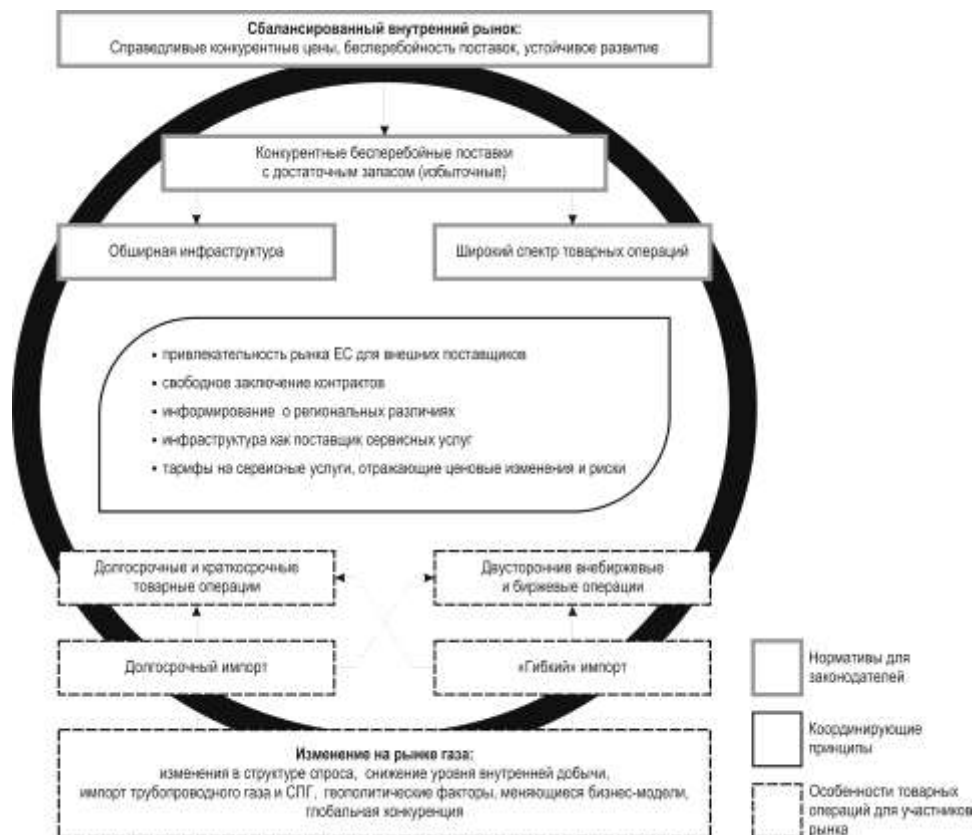 Сбалансированный внутренний рынок:
Справедливые конкурентные цены, бесперебойность поставок, устойчивое развитие
Конкурентные бесперебойные поставки
с достаточным запасом (избыточные)
Обширная инфраструктура
Широкий спектр товарных операций
• привлекательность рынка ЕС для внешних поставщиков
• свободное заключение контрактов
• информирование о региональных различиях
• инфраструктура как поставщик сервисных услуг
• тарифы на сервисные услуги, отражающие ценовые изменения и риски
Долгосрочные и краткосрочные
товарные операции
Двусторонние внебиржевые
и биржевые операции
Долгосрочный импорт
«Гибкий» импорт
Изменение на рынке газа:
изменения в структуре спроса, снижение уровня внутренней добычи,
импорт трубопроводного газа и СПГ, геополитические факторы, меняющиеся бизнес-модели,
глобальная конкуренция
Нормативы для
законодателей
Координирующие
принципы
Особенности товарных
операций для участников
рынка